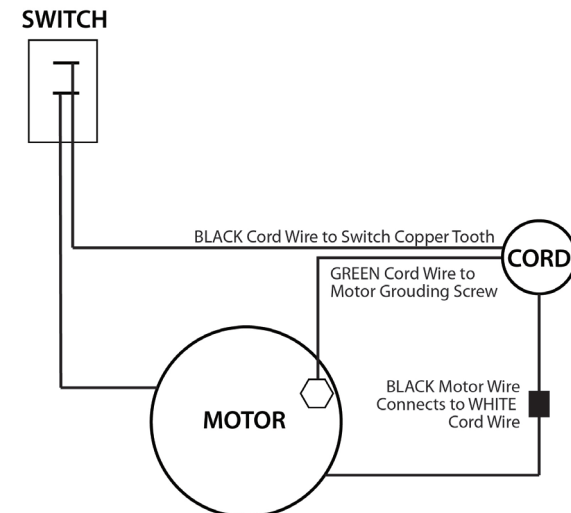 SWITCH
BLACK Cord Wire to Switch Copper Tooth
CORD
GREEN Cord Wire to
Motor Grounding Screw
BLACK Motor Wire
Connects to WHITE
Cord Wire
MOTOR